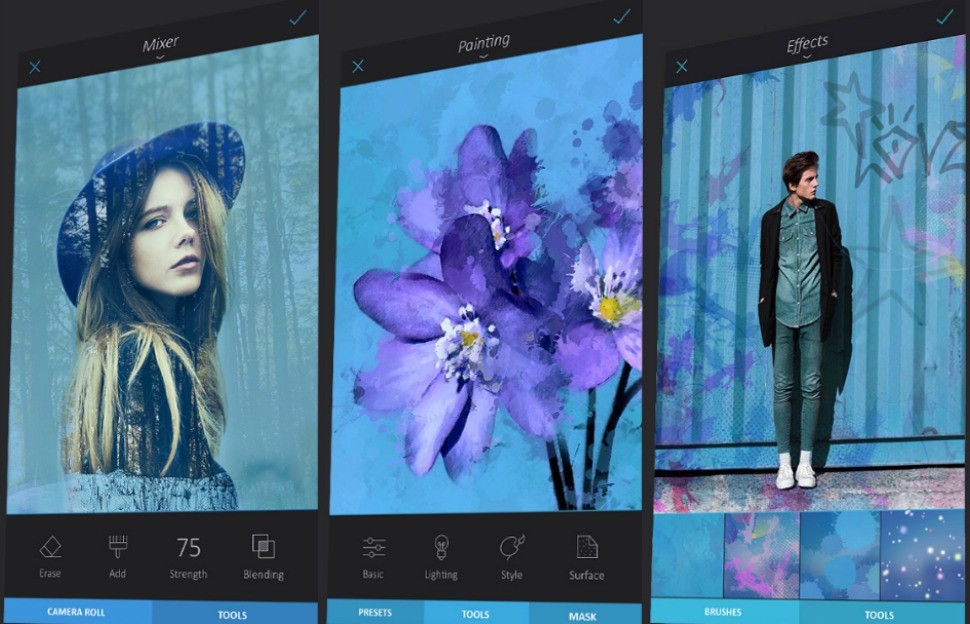 Mixer
Erase
Add
75
Strength
Blending
CAMERA ROLL
TOOLS
Painting
Basic
Lighting
Style
Surface
PRESETS
TOOLS
MASK
Effects
BRUSHES
TOOLS